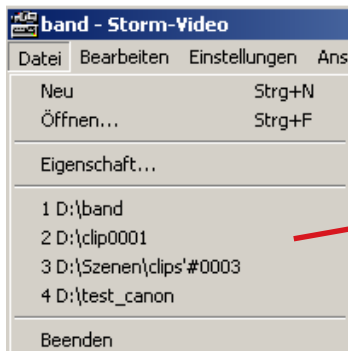 band - Storm-Video
Datei Bearbeiten Einstellungen Ans
Neu Strg+N
Öffnen... Strg+F
Eigenschaft...
1 D:\band
2 D:\clip0001
3 D:\Szenen\clips'#0003
4 D:\test_canon
Beenden